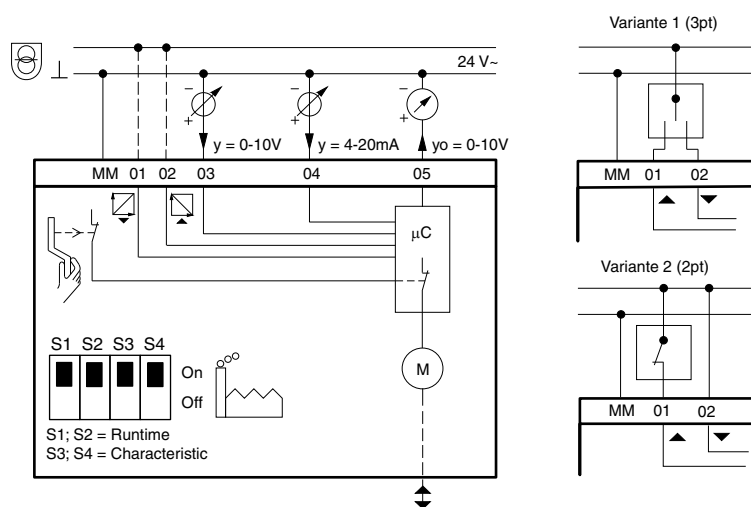 Variante 1 (3pt)
24 V~
⊥
− − −
+ + +
y = 0-10V y = 4-20mA yo = 0-10V
MM 01 02 03 04 05
MM 01 02
µC
Variante 2 (2pt)
S1 S2 S3 S4
On
Off
M
MM 01 02
S1; S2 = Runtime
S3; S4 = Characteristic